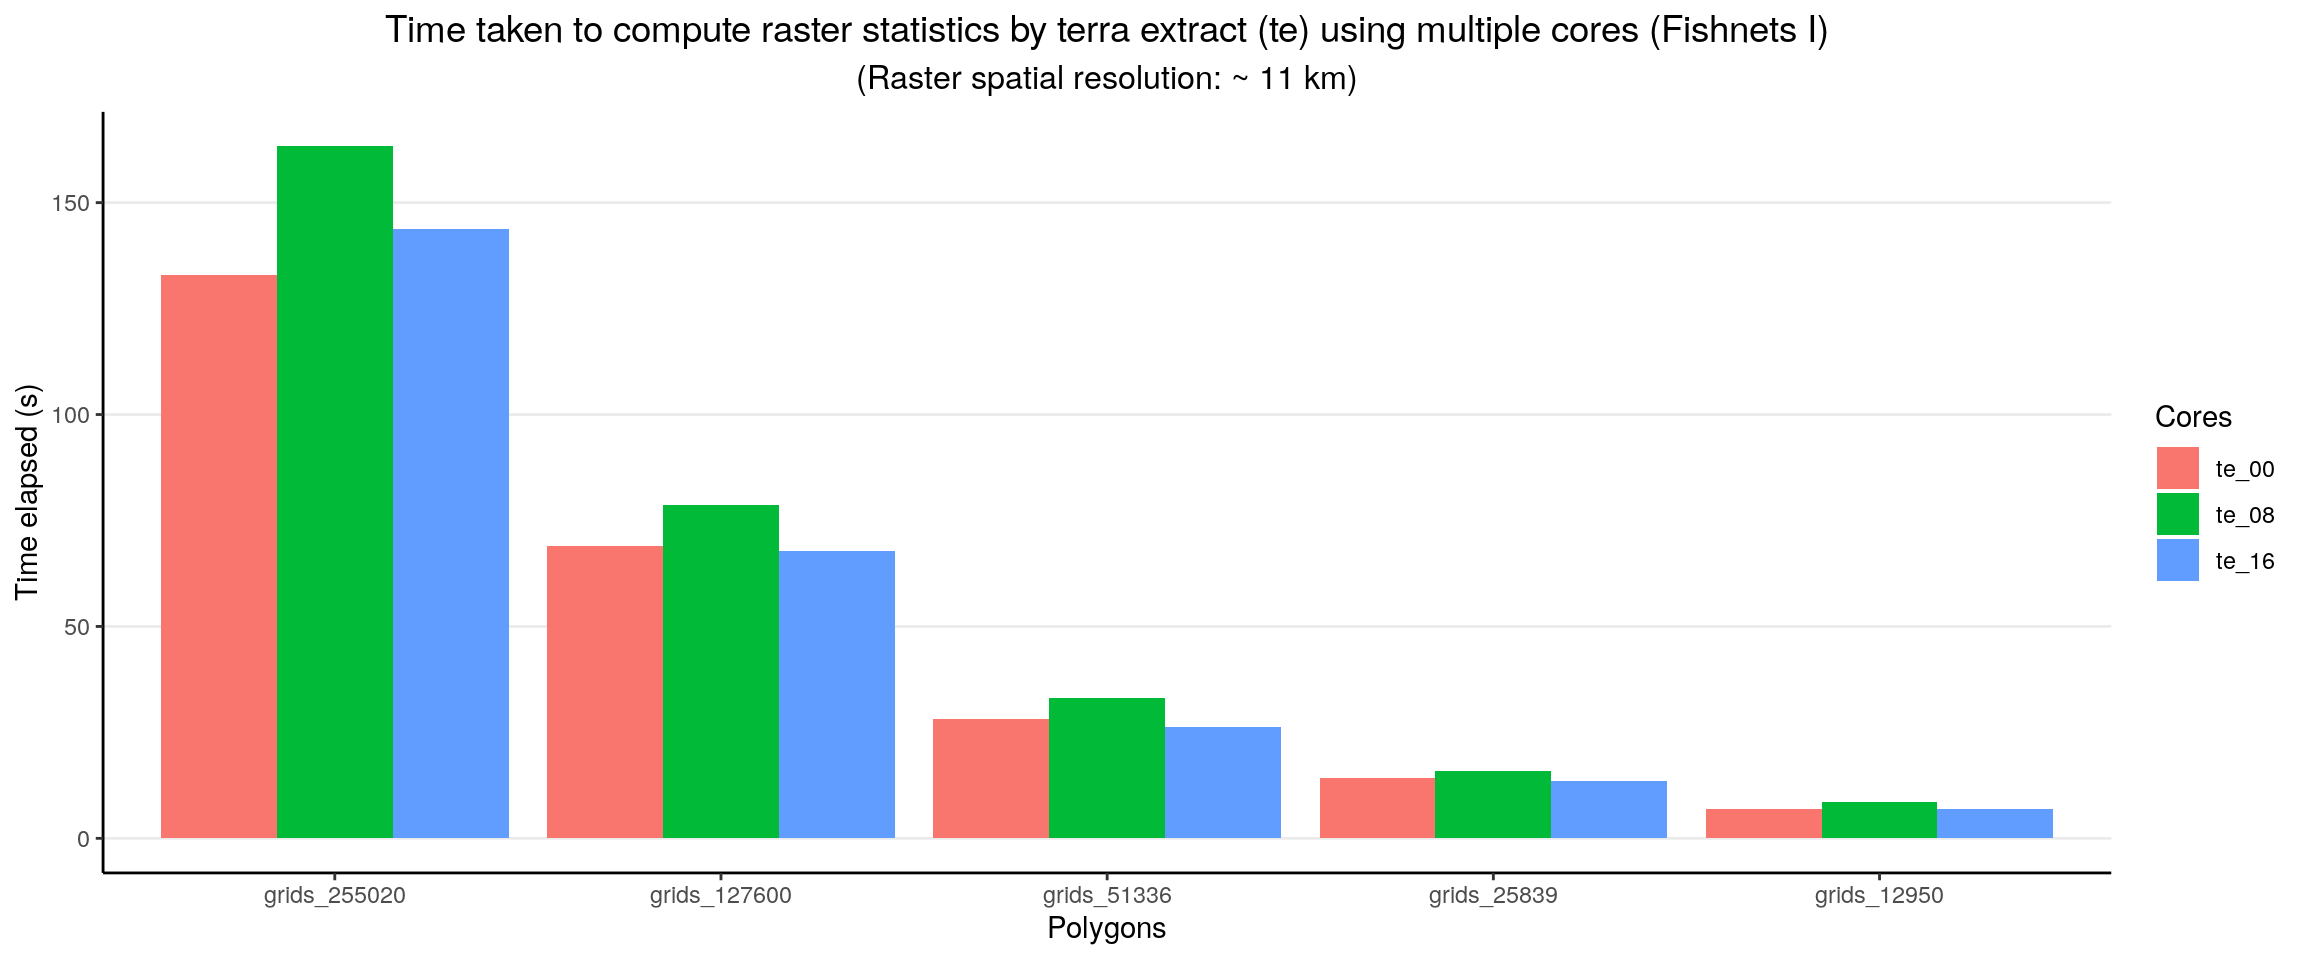 Time taken to compute raster statistics by terra extract (te) using multiple cores (Fishnets I)
(Raster spatial resolution: ~ 11 km)
Time elapsed (s)
150
100
50
0
grids_255020
grids_127600
grids_51336
grids_25839
grids_12950
Polygons
Cores
te_00
te_08
te_16